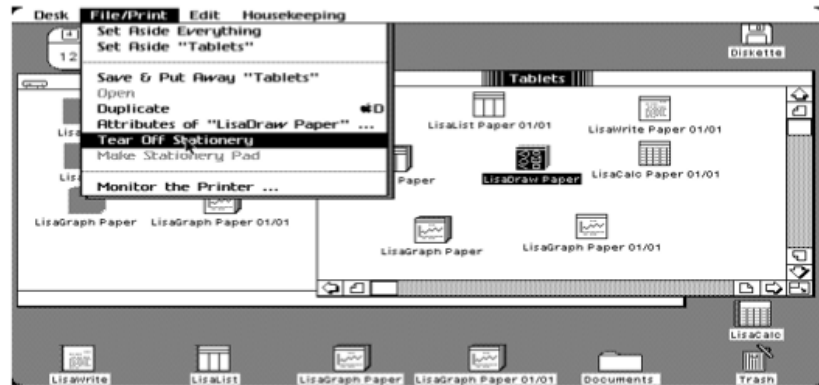 Desk File/Print Edit Housekeeping
Set Aside Everything
Set Aside "Tablets"
Save & Put Away "Tablets"
Open
Duplicate D
Attributes of "LisaDraw Paper" ...
Tear Off Stationery
Make Stationery Pad
Monitor the Printer ...
12
Diskette
Tablets
LisaList Paper 01/01
LisaWrite Paper 01/01
Paper
LisaDraw Paper
LisaCalc Paper 01/01
LisaGraph Paper
LisaGraph Paper 01/01
LisaGraph Paper
LisaGraph Paper 01/01
LisaCalc
LisaWrite
LisaList
LisaGraph Paper
LisaGraph Paper 01/01
Documents
Trash